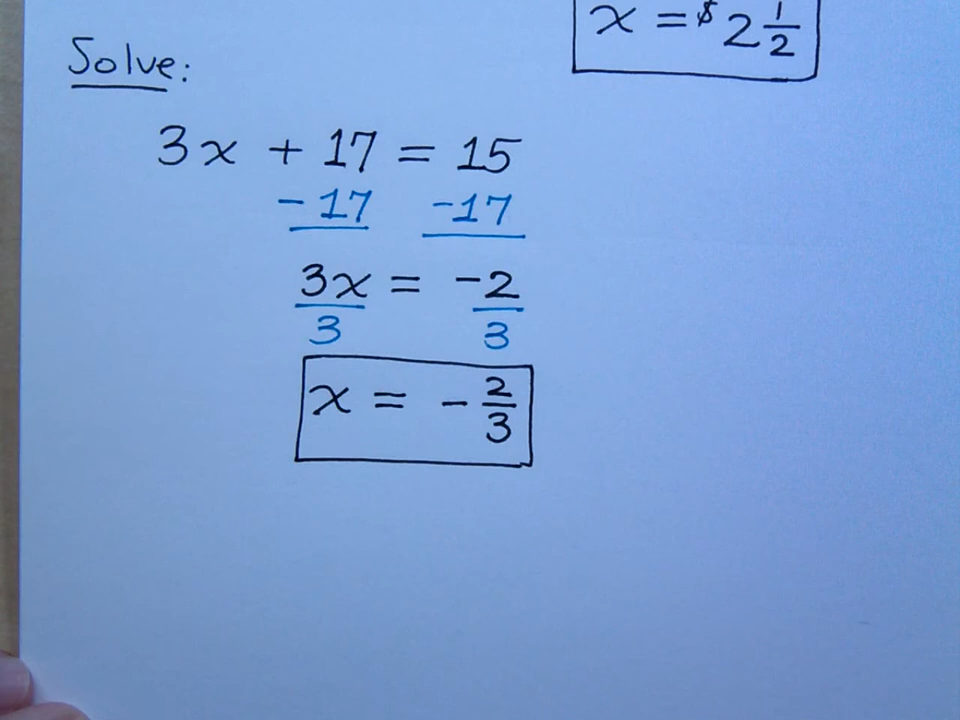 x = $2 1/2
Solve:
3x + 17 = 15
- 17 -17
3x = -2
3 3
x = - 2/3